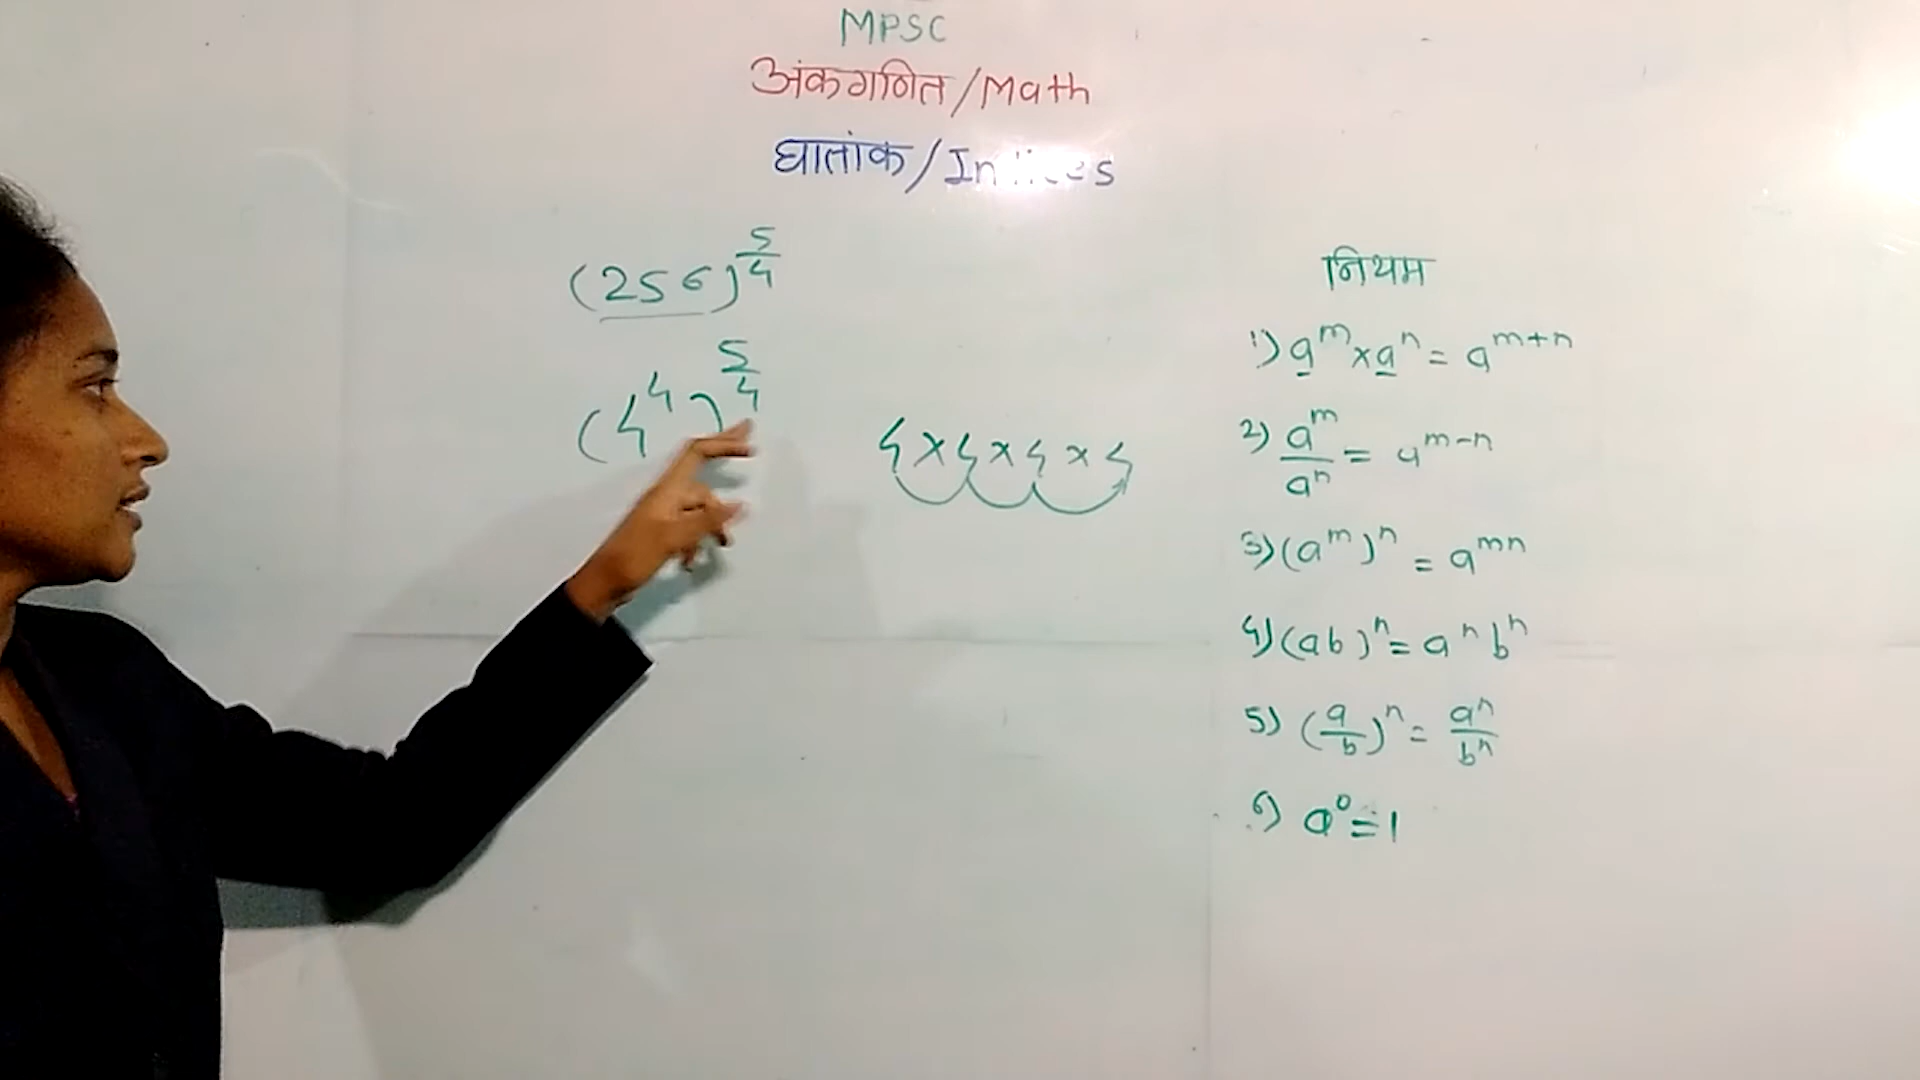 MPSC
अंकगणित/Math
घातांक/Indices
(256)^(5/4)
(4^4)^(5/4)
4×4×4×4
नियम
1) a^m × a^n = a^(m+n)
2) a^m/a^n = a^(m-n)
3) (a^m)^n = a^(mn)
4) (ab)^n = a^n b^n
5) (a/b)^n = a^n/b^n
6) a^0 = 1